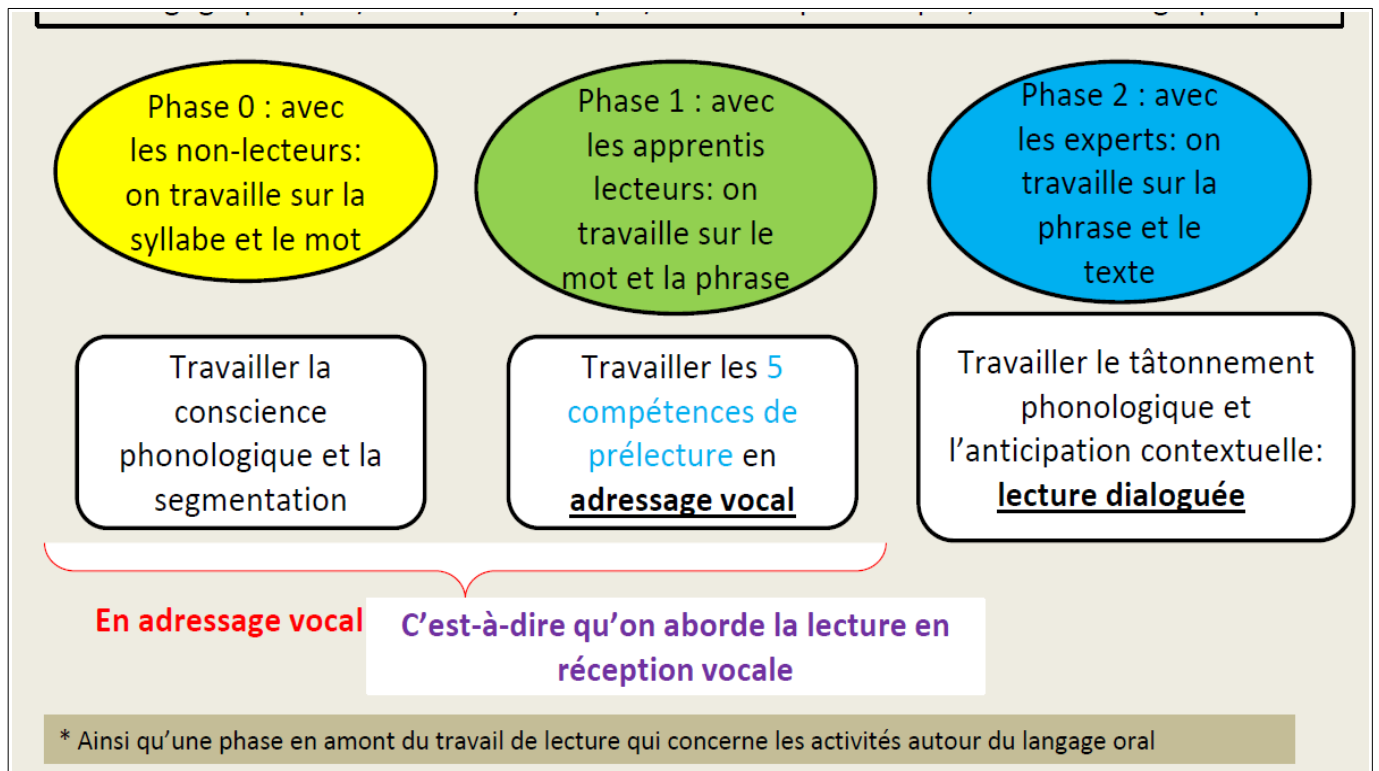 Phase 0 : avec
les non-lecteurs:
on travaille sur la
syllabe et le mot
Phase 1 : avec
les apprentis
lecteurs: on
travaille sur le
mot et la phrase
Phase 2 : avec
les experts: on
travaille sur la
phrase et le
texte
Travailler la
conscience
phonologique et la
segmentation
Travailler les 5
compétences de
prélecture en
adressage vocal
Travailler le tâtonnement
phonologique et
l’anticipation contextuelle:
lecture dialoguée
En adressage vocal
C’est-à-dire qu’on aborde la lecture en
réception vocale
* Ainsi qu’une phase en amont du travail de lecture qui concerne les activités autour du langage oral